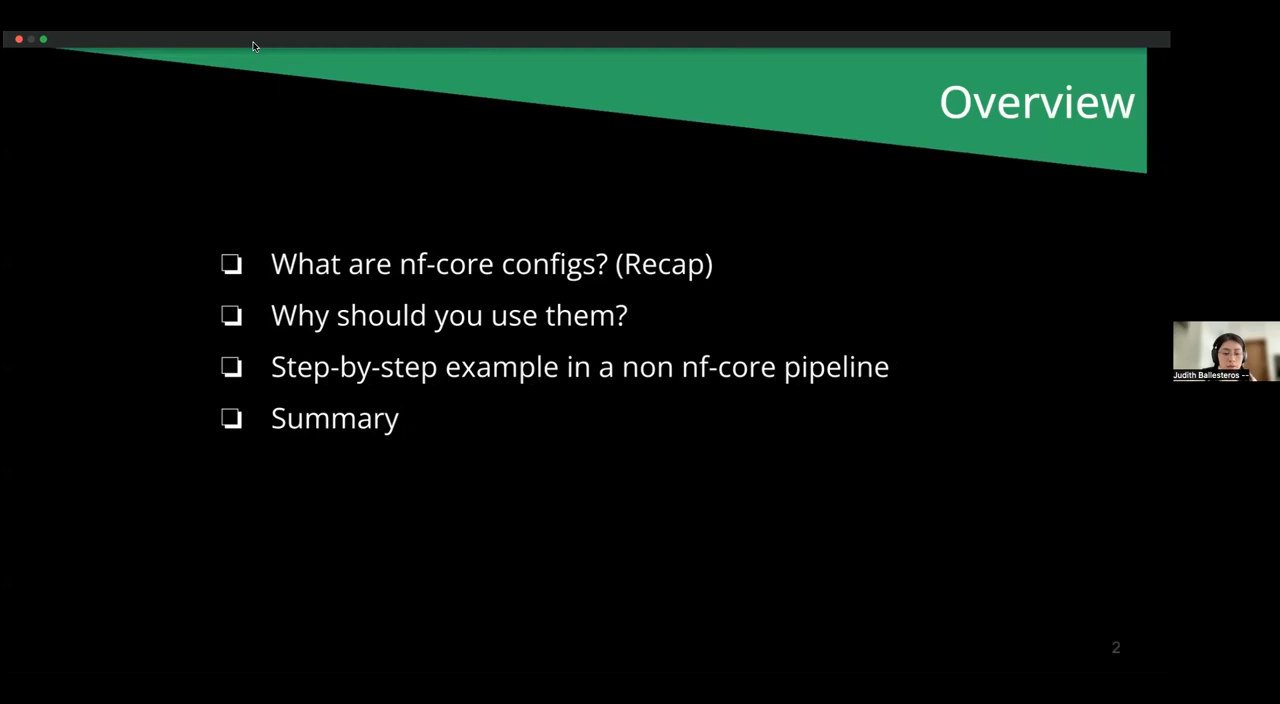 Overview
What are nf-core configs? (Recap)
Why should you use them?
Step-by-step example in a non nf-core pipeline
Summary
Judith Ballesteros --
2